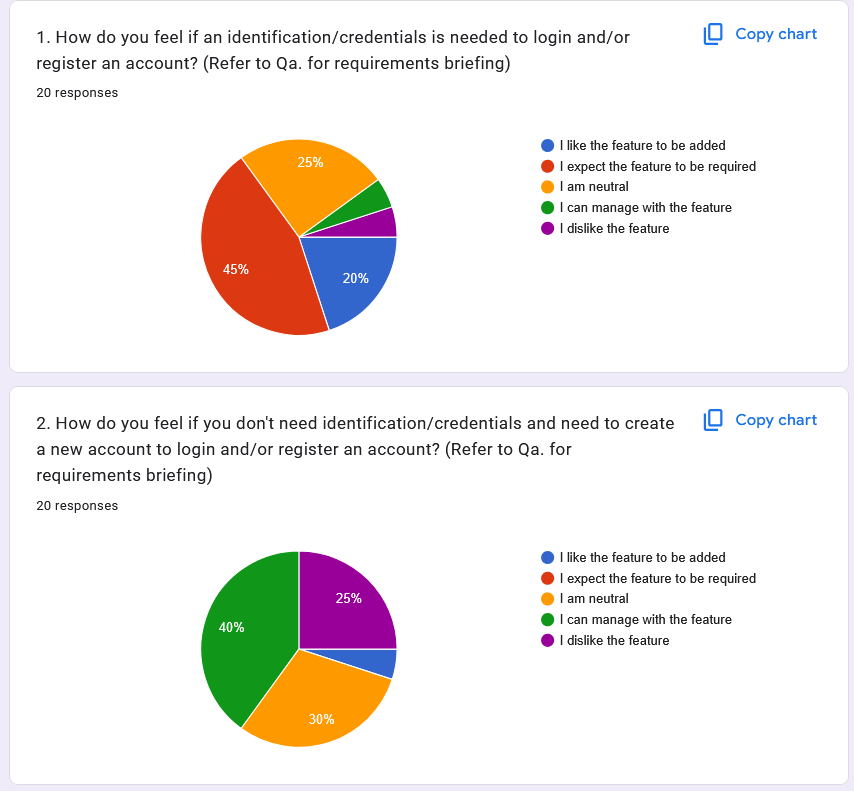 1. How do you feel if an identification/credentials is needed to login and/or
register an account? (Refer to Qa. for requirements briefing)
Copy chart
20 responses
25%
45%
20%
I like the feature to be added
I expect the feature to be required
I am neutral
I can manage with the feature
I dislike the feature
2. How do you feel if you don't need identification/credentials and need to create
a new account to login and/or register an account? (Refer to Qa. for
requirements briefing)
Copy chart
20 responses
25%
40%
30%
I like the feature to be added
I expect the feature to be required
I am neutral
I can manage with the feature
I dislike the feature